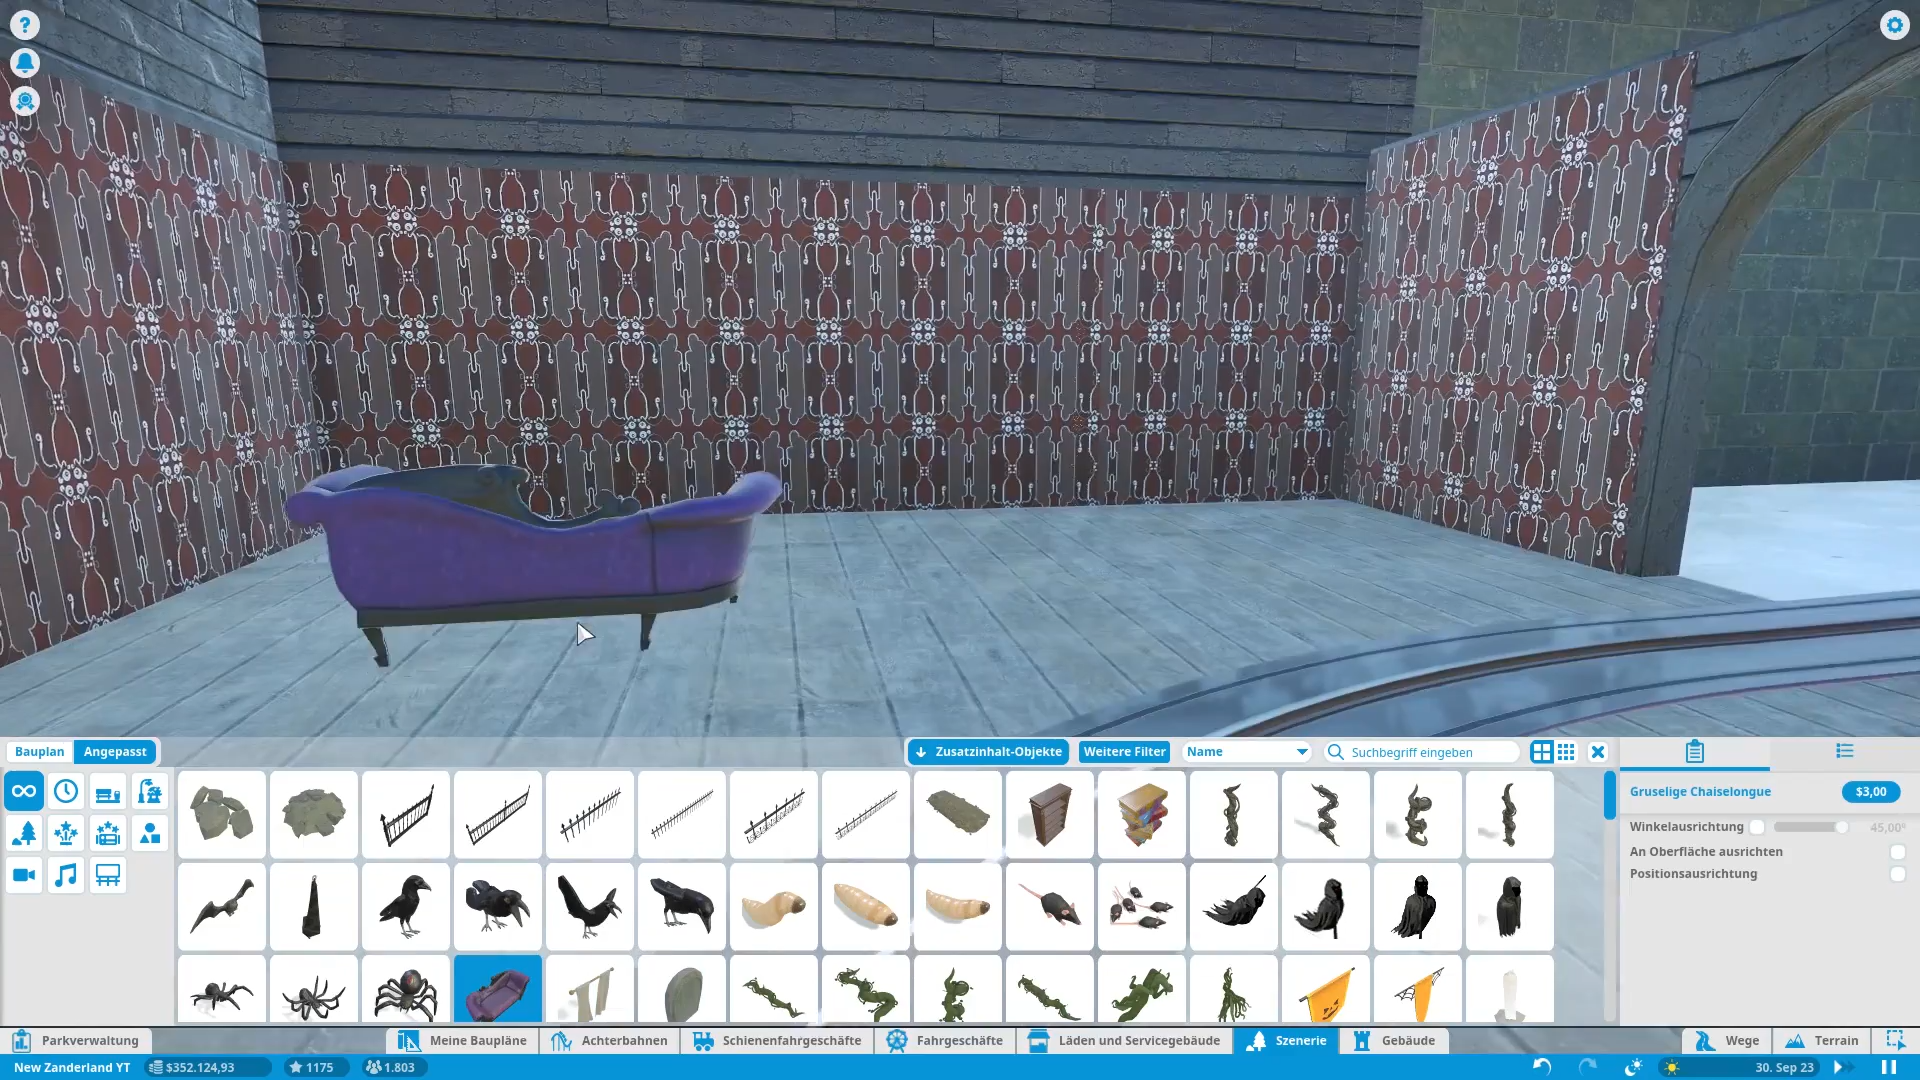 Bauplan Angepasst Zusatzinhalt-Objekte Weitere Filter Name Suchbegriff eingeben
Gruselige Chaiselongue $3,00
Winkelausrichtung 45,00°
An Oberfläche ausrichten
Positionsausrichtung
Parkverwaltung Meine Baupläne Achterbahnen Schienenfahrgeschäfte Fahrgeschäfte Läden und Servicegebäude Szenerie Gebäude Wege Terrain
New Zanderland YT $352.124,93 1175 1.803 30. Sep 23